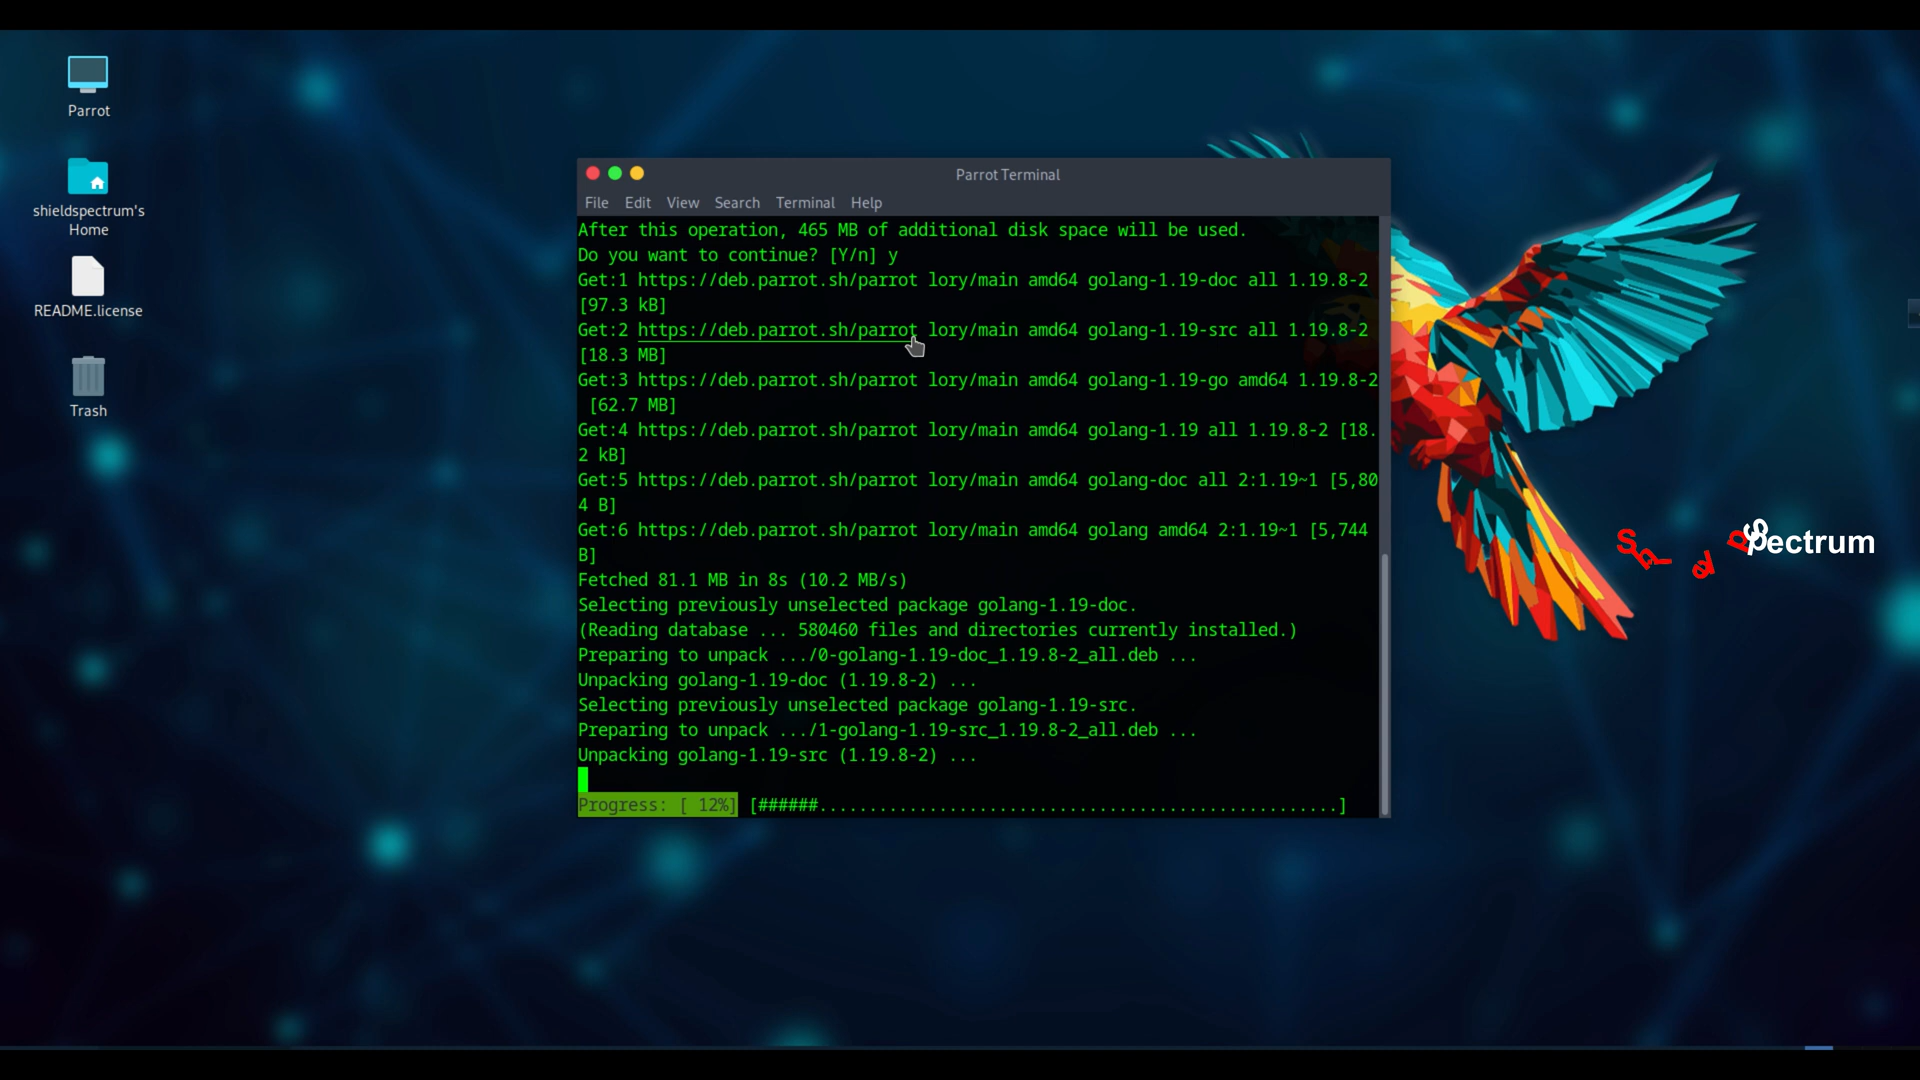 Parrot
shieldspectrum's
Home
README.license
Trash
Parrot Terminal
File Edit View Search Terminal Help
After this operation, 465 MB of additional disk space will be used.
Do you want to continue? [Y/n] y
Get:1 https://deb.parrot.sh/parrot lory/main amd64 golang-1.19-doc all 1.19.8-2
[97.3 kB]
Get:2 https://deb.parrot.sh/parrot lory/main amd64 golang-1.19-src all 1.19.8-2
[18.3 MB]
Get:3 https://deb.parrot.sh/parrot lory/main amd64 golang-1.19-go amd64 1.19.8-2
[62.7 MB]
Get:4 https://deb.parrot.sh/parrot lory/main amd64 golang-1.19 all 1.19.8-2 [18.
2 kB]
Get:5 https://deb.parrot.sh/parrot lory/main amd64 golang-doc all 2:1.19~1 [5,80
4 B]
Get:6 https://deb.parrot.sh/parrot lory/main amd64 golang amd64 2:1.19~1 [5,744
B]
Fetched 81.1 MB in 8s (10.2 MB/s)
Selecting previously unselected package golang-1.19-doc.
(Reading database ... 580460 files and directories currently installed.)
Preparing to unpack .../0-golang-1.19-doc_1.19.8-2_all.deb ...
Unpacking golang-1.19-doc (1.19.8-2) ...
Selecting previously unselected package golang-1.19-src.
Preparing to unpack .../1-golang-1.19-src_1.19.8-2_all.deb ...
Unpacking golang-1.19-src (1.19.8-2) ...
Progress: [ 12%] [######....................................................]
Spectrum